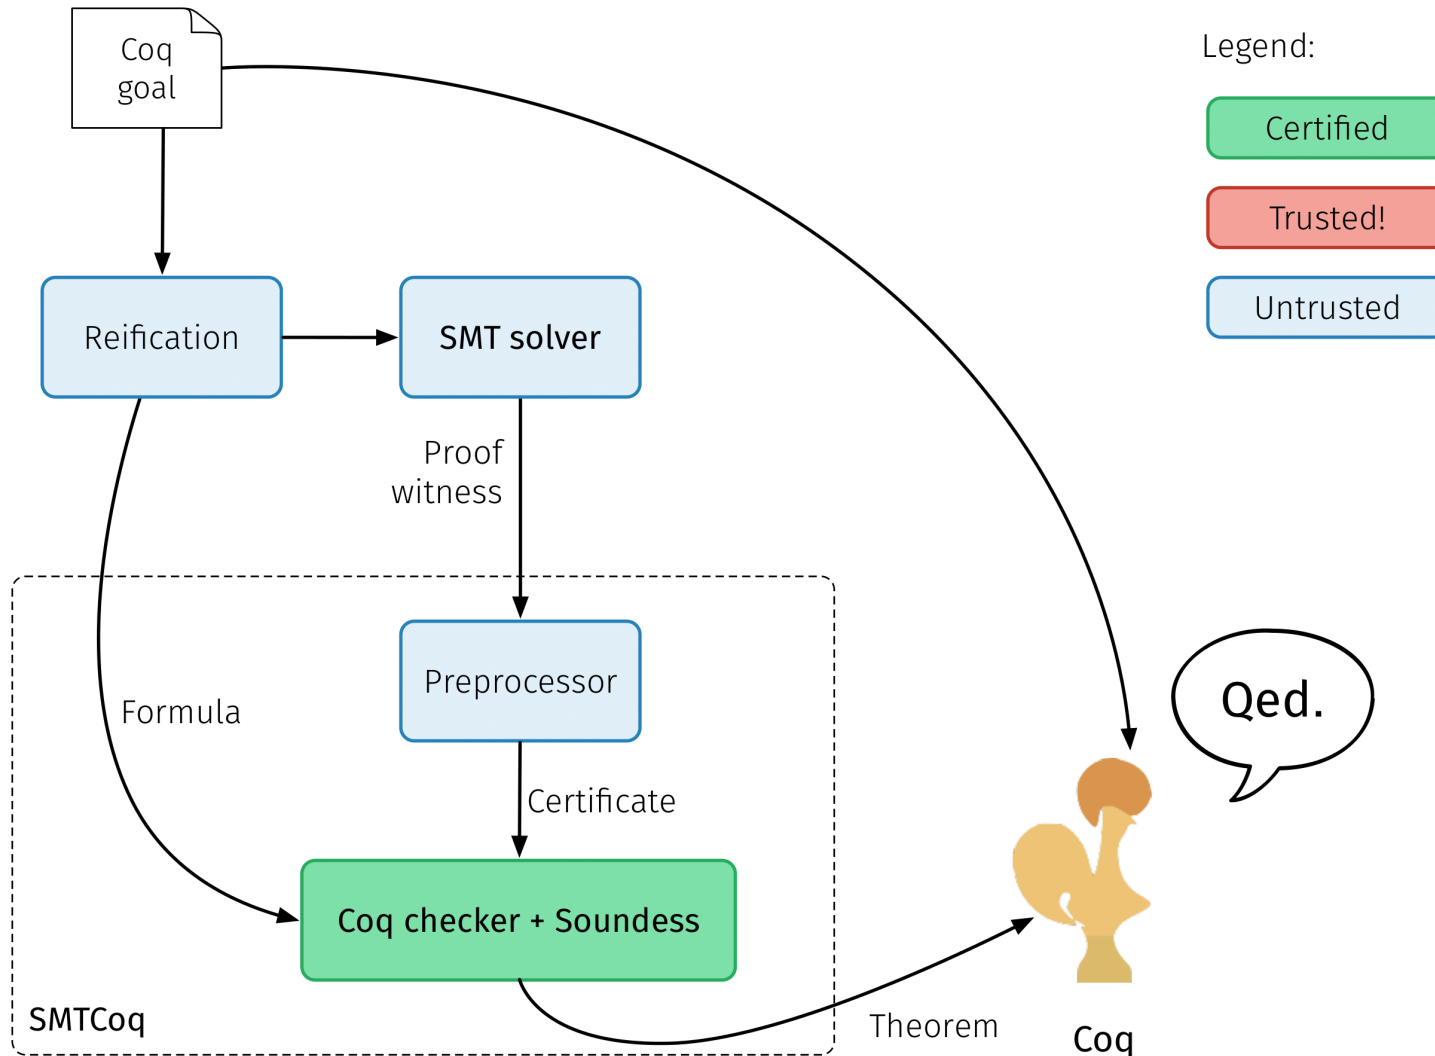 Coq
goal
Legend:
Certified
Trusted!
Untrusted
Reification
SMT solver
Proof
witness
Preprocessor
Qed.
Formula
Certificate
Coq checker + Soundess
SMTCoq
Theorem
Coq